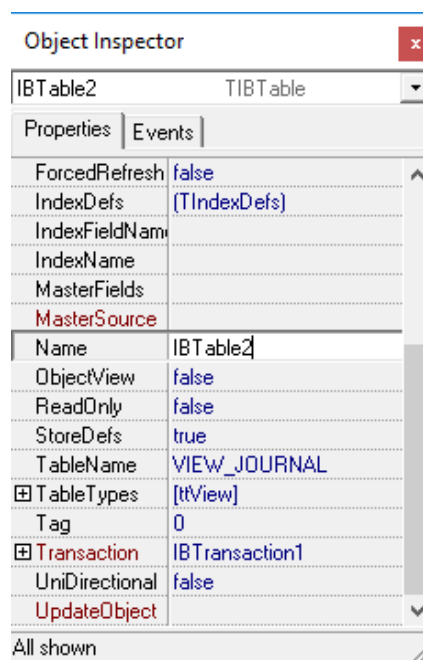 Object Inspector x
IBTable2 TIBTable
Properties Events
ForcedRefresh false
IndexDefs (TIndexDefs)
IndexFieldNam
IndexName
MasterFields
MasterSource
Name IBTable2
ObjectView false
ReadOnly false
StoreDefs true
TableName VIEW_JOURNAL
TableTypes [ttView]
Tag 0
Transaction IBTransaction1
UniDirectional false
UpdateObject
All shown